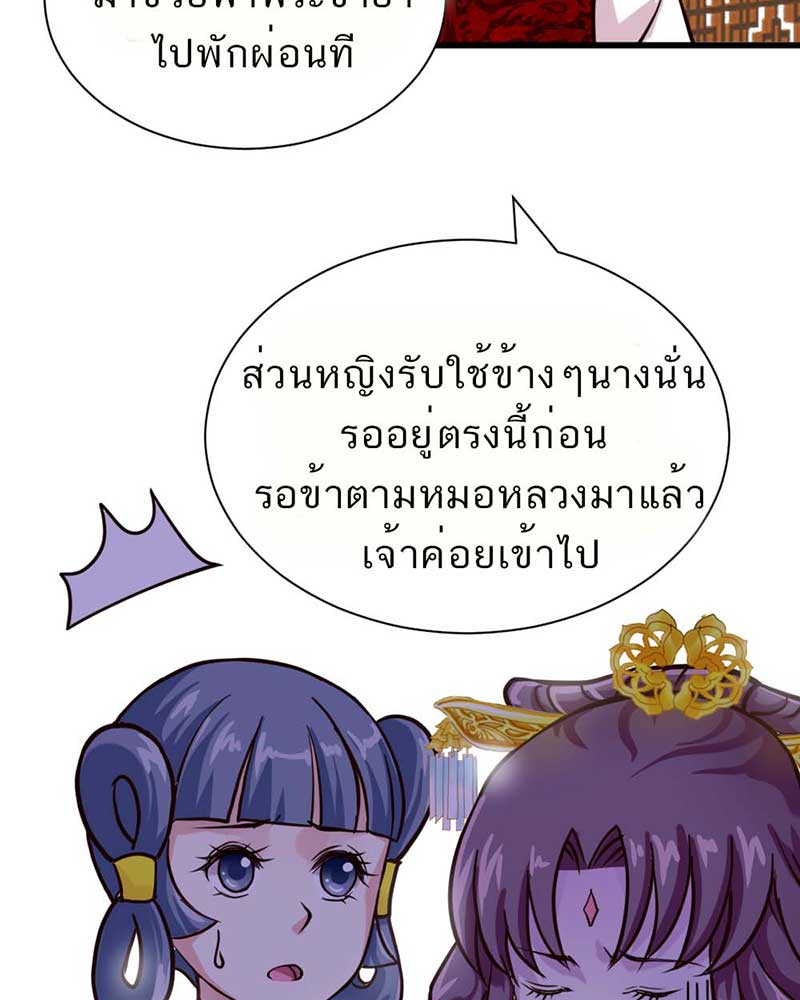 ไปพักผ่อนที
ส่วนหญิงรับใช้ข้างๆนางนั่น
รออยู่ตรงนี้ก่อน
รอข้าตามหมอหลวงมาแล้ว
เจ้าค่อยเข้าไป